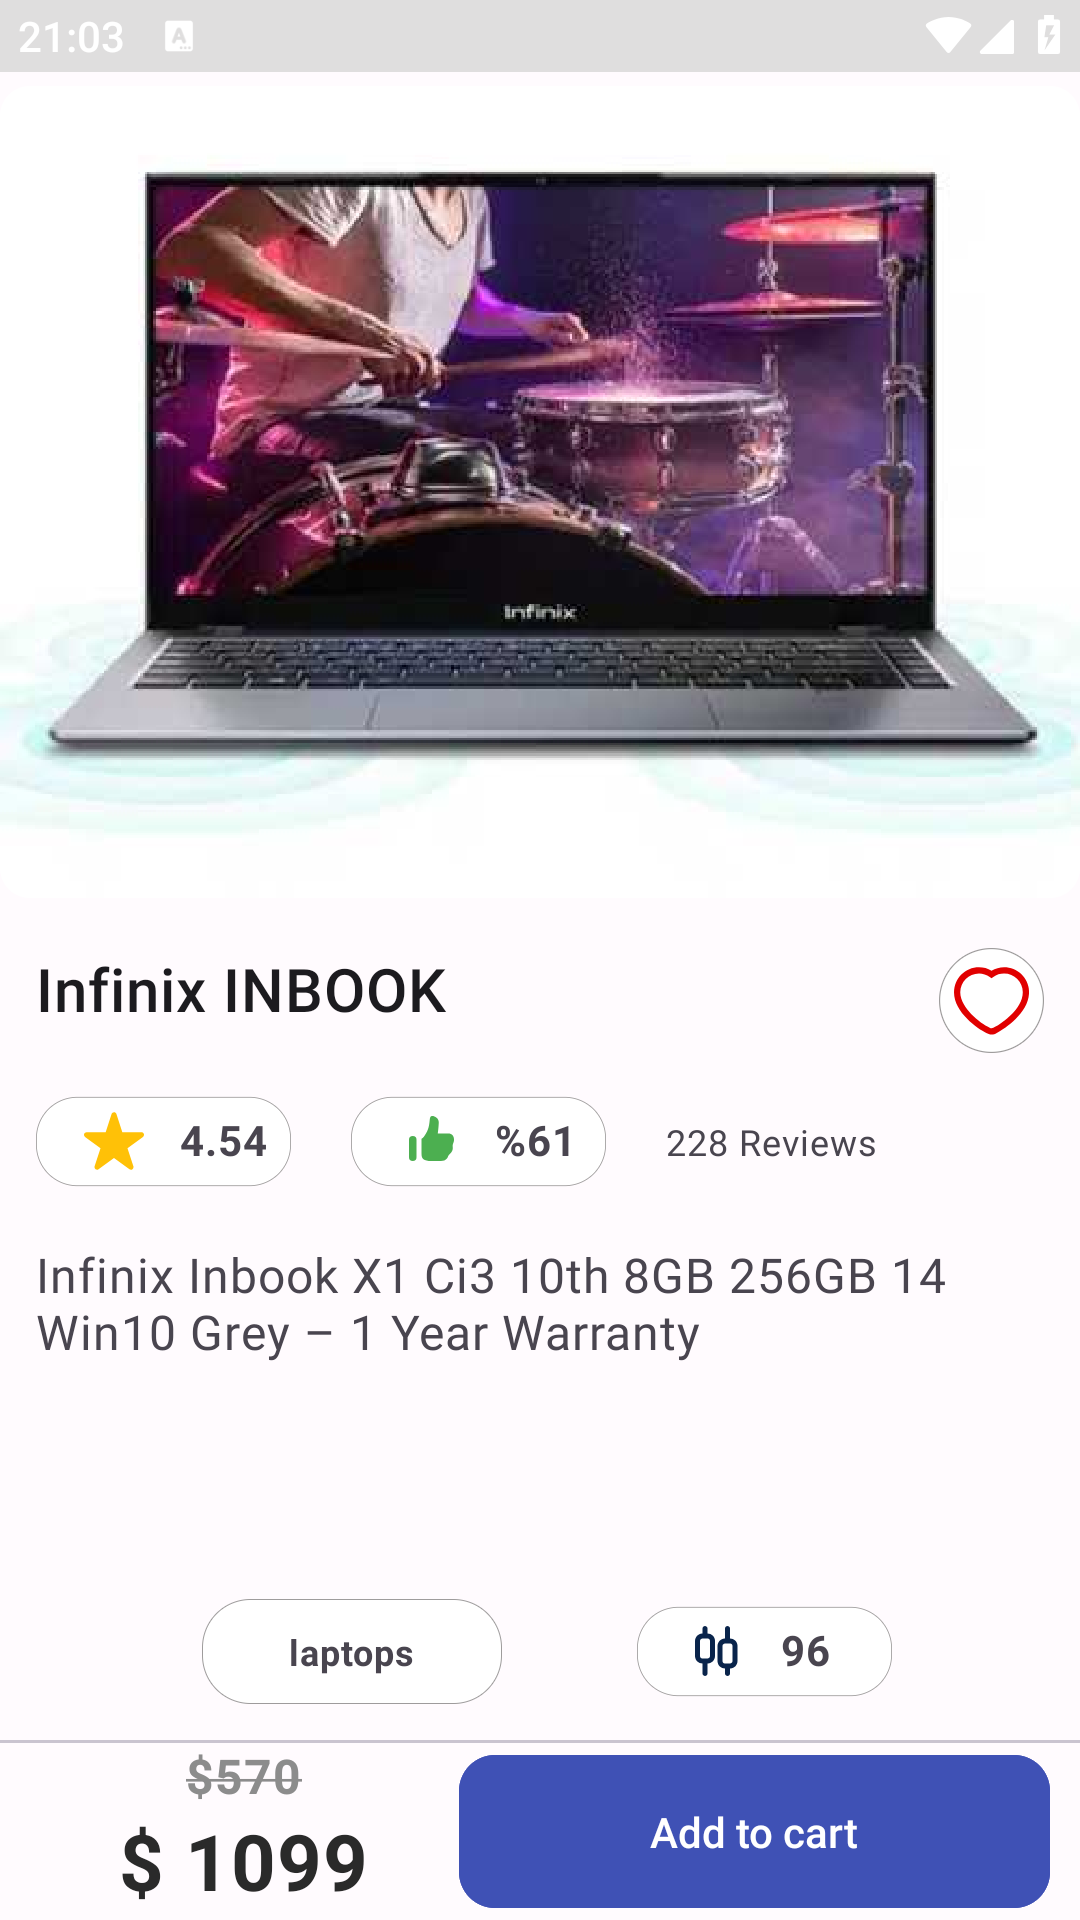 21:03
A
Infinix
Infinix INBOOK
4.54
%61
228 Reviews
Infinix Inbook X1 Ci3 10th 8GB 256GB 14
Win10 Grey – 1 Year Warranty
laptops
96
$570
$ 1099
Add to cart